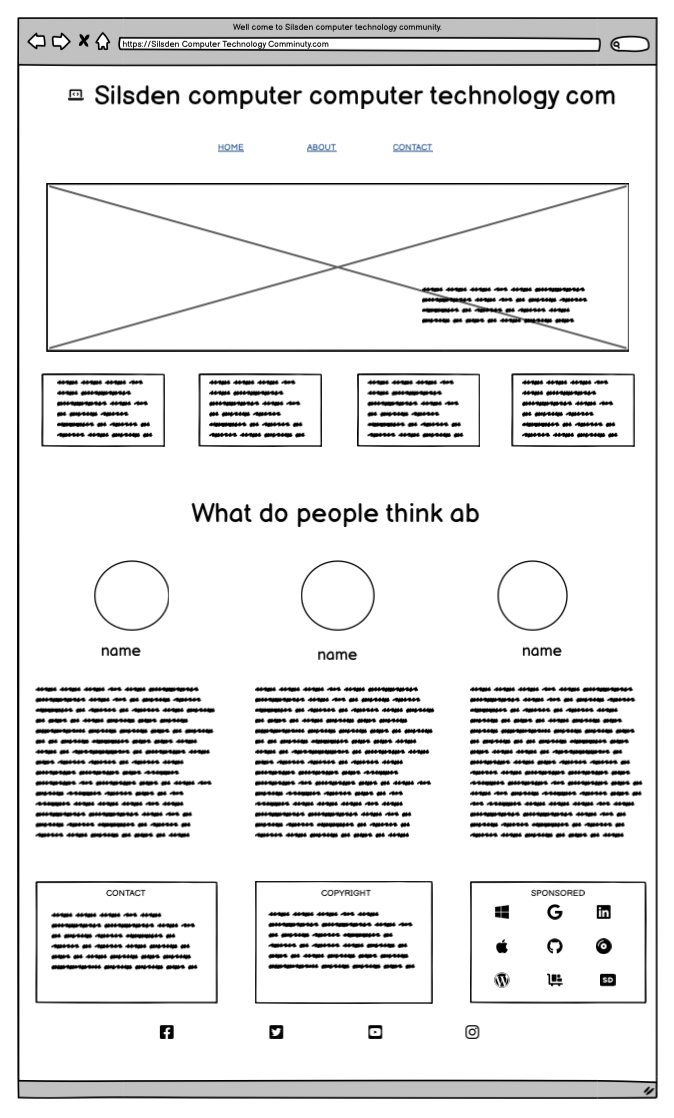 Well come to Silsden computer technology community.
https://Silsden Computer Technology Comminuty.com
Silsden computer computer technology com
HOME ABOUT CONTACT
What do people think ab
name name name
CONTACT COPYRIGHT SPONSORED
G in
SD